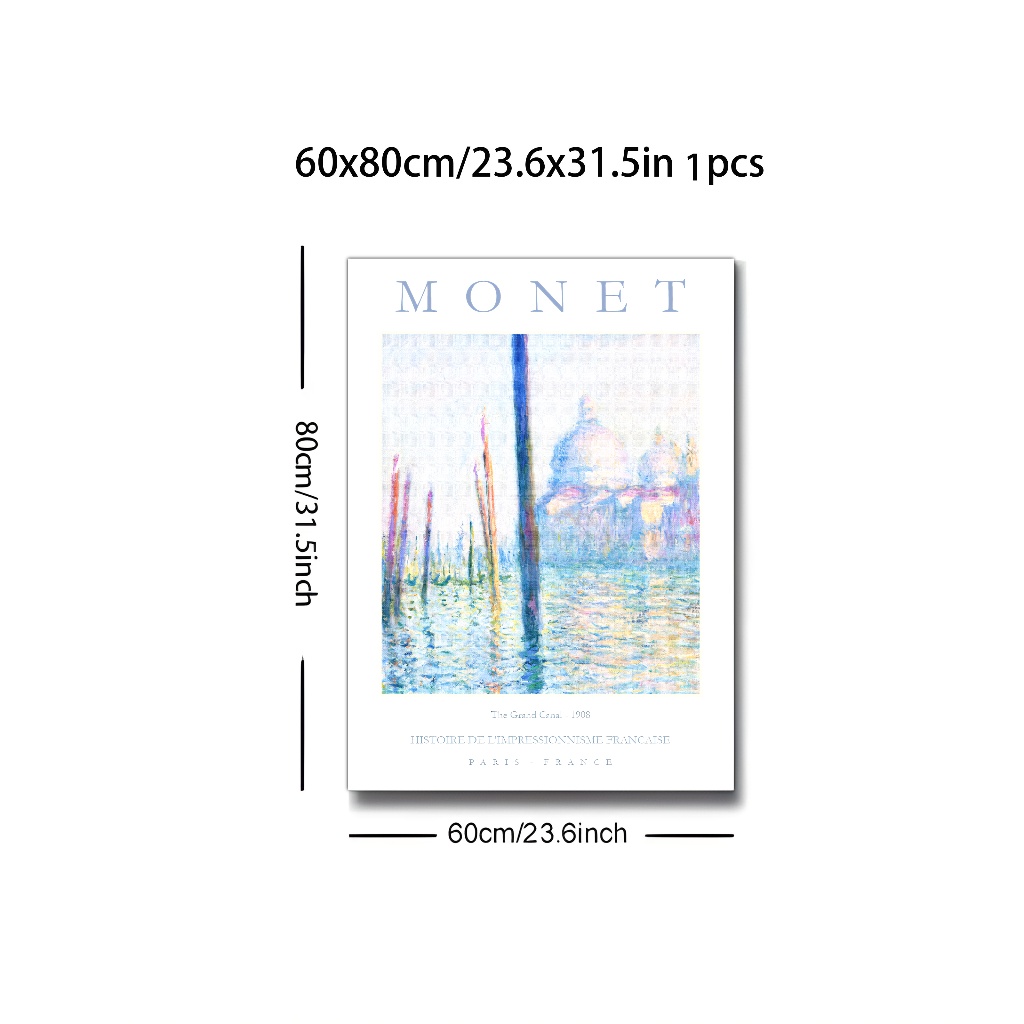 60x80cm/23.6x31.5in 1pcs
MONET
80cm/31.5inch
The Grand Canal - 1908
HISTOIRE DE L'IMPRESSIONNISME FRANCAISE
PARIS - FRANCE
60cm/23.6inch